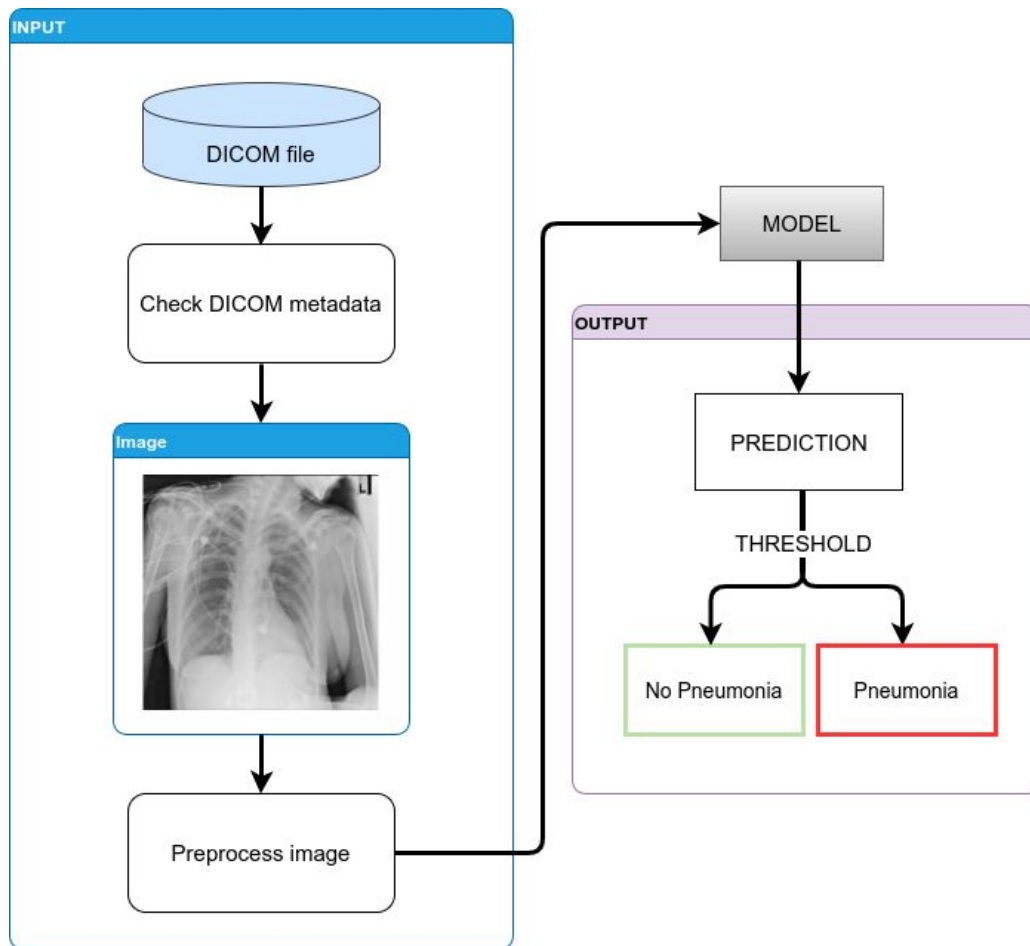 INPUT
DICOM file
Check DICOM metadata
Image
L
Preprocess image
MODEL
OUTPUT
PREDICTION
THRESHOLD
No Pneumonia
Pneumonia